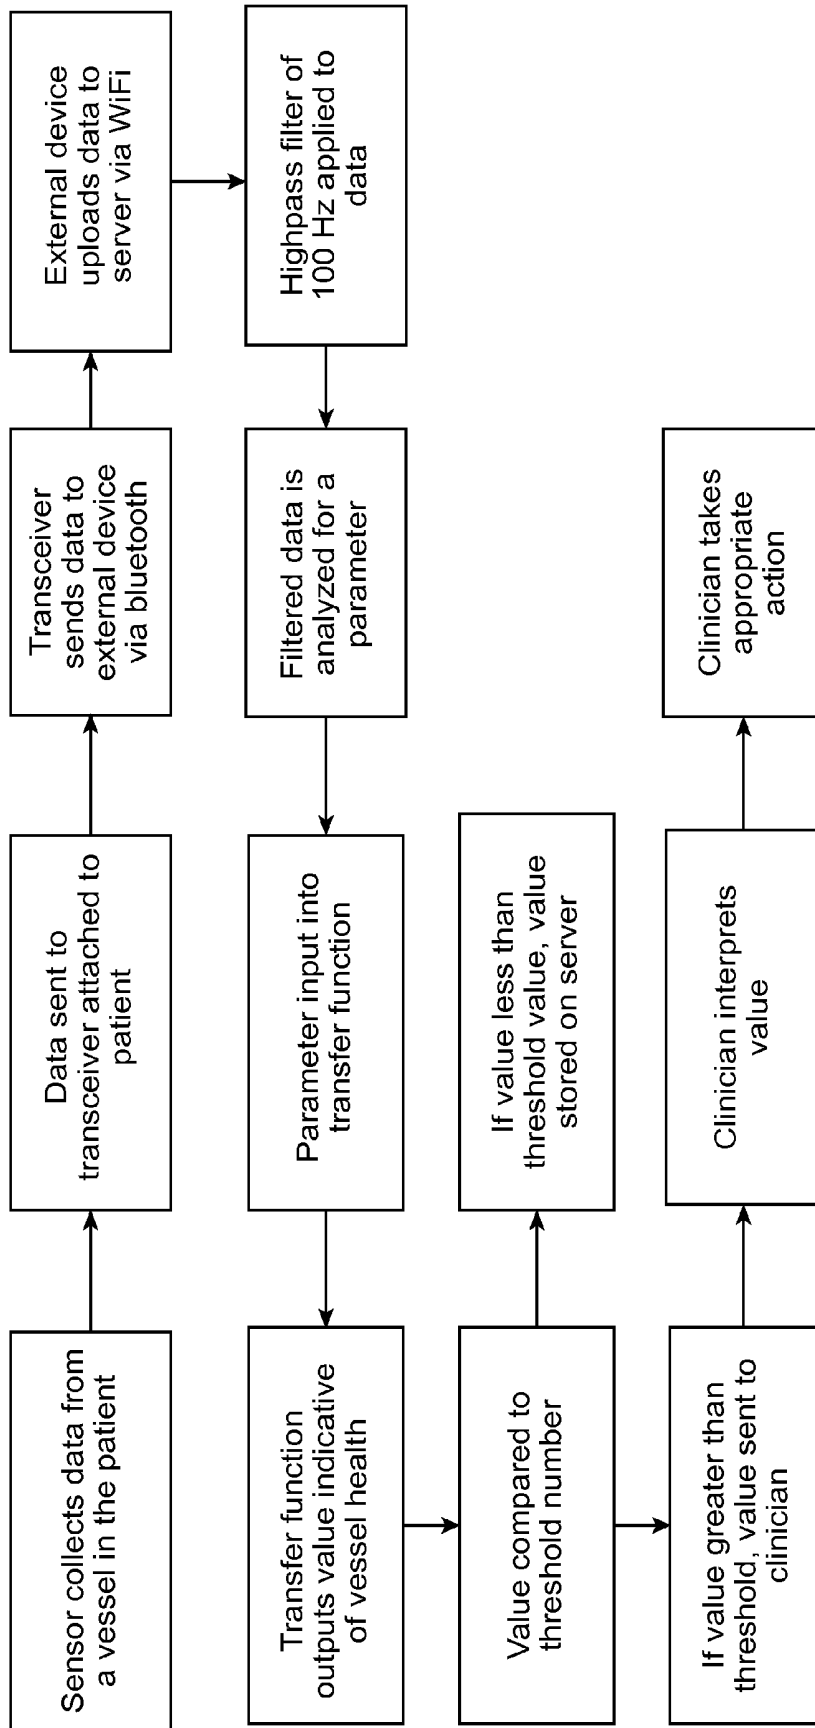 Sensor collects data from
a vessel in the patient
Data sent to
transceiver attached to
patient
Transceiver
sends data to
external device
via bluetooth
External device
uploads data to
server via WiFi
Highpass filter of
100 Hz applied to
data
Filtered data is
analyzed for a
parameter
Parameter input into
transfer function
Transfer function
outputs value indicative
of vessel health
Value compared to
threshold number
If value less than
threshold value, value
stored on server
If value greater than
threshold, value sent to
clinician
Clinician interprets
value
Clinician takes
appropriate
action